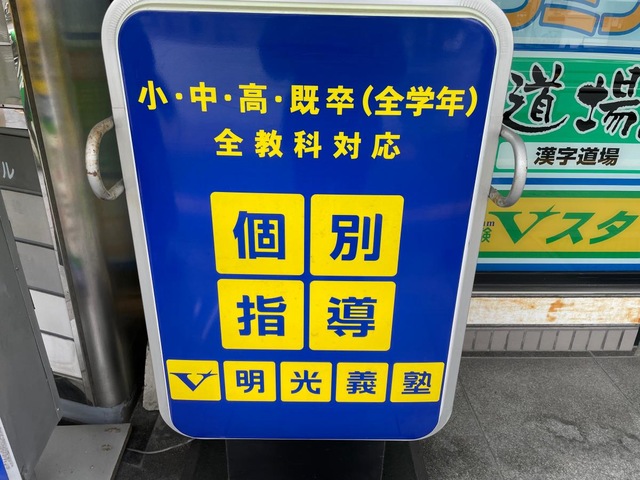 小・中・高・既卒(全学年)
全教科対応
個別
指導
明光義塾
道場
漢字道場
Vスタ